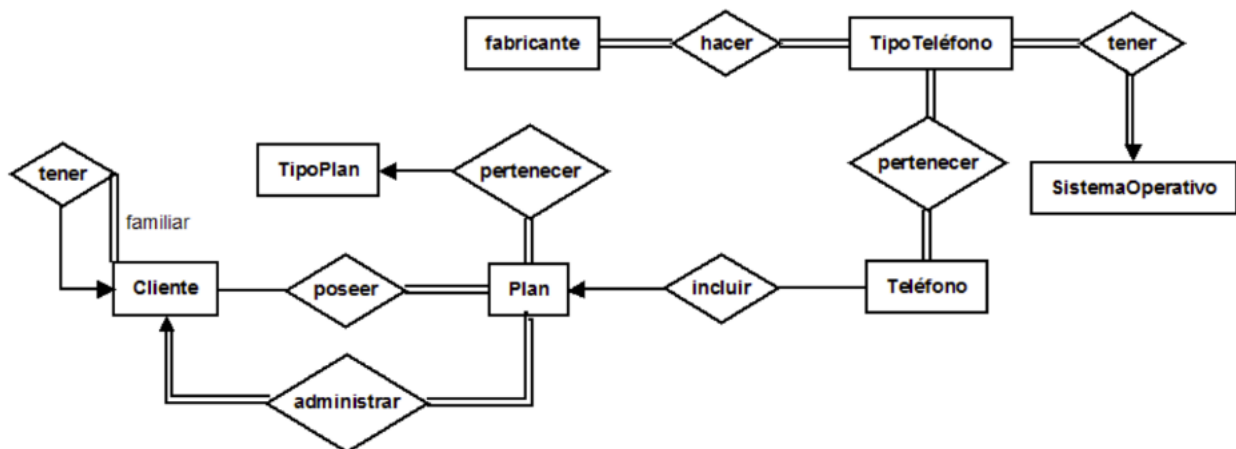 fabricante
hacer
TipoTeléfono
tener
TipoPlan
pertenecer
pertenecer
tener
SistemaOperativo
familiar
Cliente
poseer
Plan
incluir
Teléfono
administrar